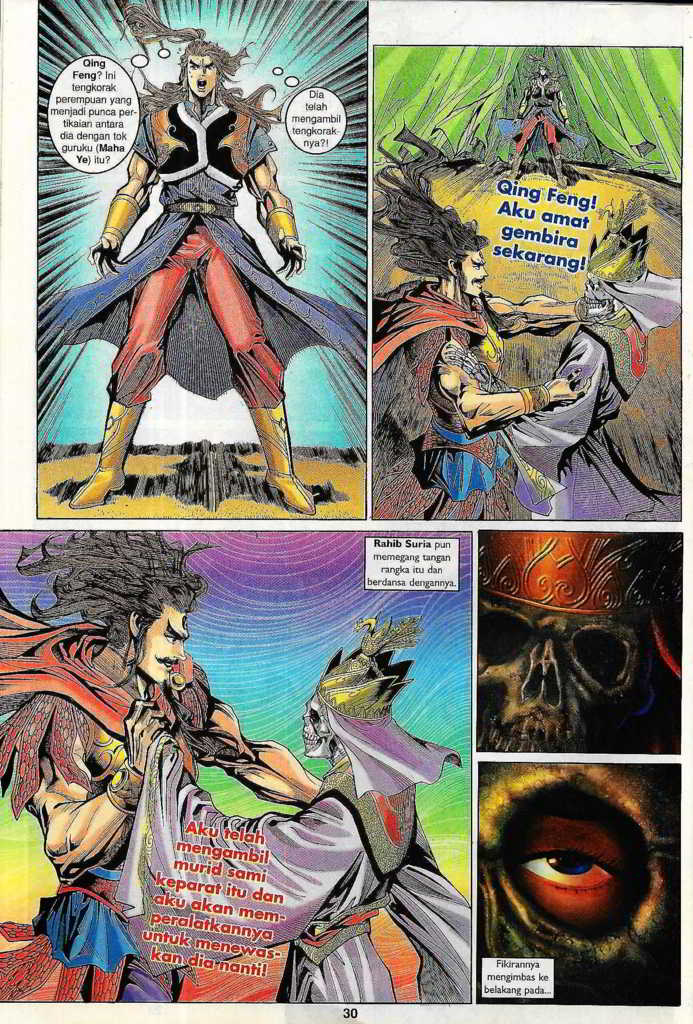 Qing
Feng? Ini
tengkorak
perempuan yang
menjadi punca per-
tikaian antara
dia dengan tok
guruku (Maha
Ye) itu?
Dia
telah
mengambil
tengkorak-
nya?!
Qing Feng!
Aku amat
gembira
sekarang!
Rahib Suria pun
memegang tangan
rangka itu dan
berdansa dengannya.
Aku telah
mengambil
murid sami
keparat itu dan
aku akan mem-
peralatkannya
untuk menewas-
kan dia nanti!
Fikirannya
mengimbas ke
belakang pada...
30